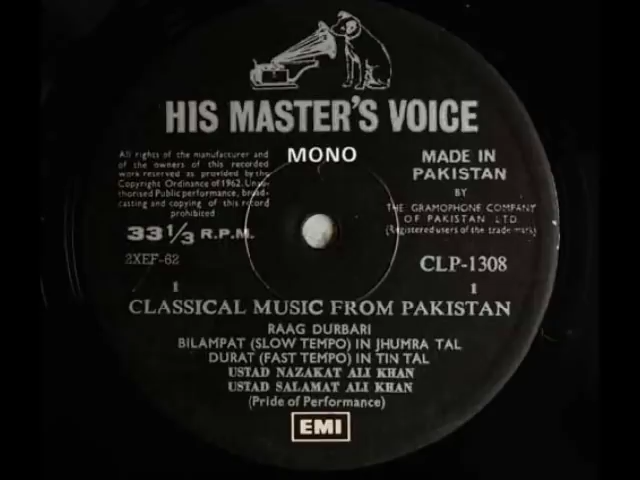 HIS MASTER'S VOICE
All rights of the manufacturer and
of the owners of this recorded
work reserved as provided by the
Copyright Ordinance of 1962. Unau-
thorised Public performance, broad-
casting and copying of this record
prohibited
MONO
MADE IN
PAKISTAN
BY
THE GRAMOPHONE COMPANY
OF PAKISTAN LTD.
(Registered users of the trade mark)
33 1/3 R.P.M.
2XEF-62
CLP-1308
1
1
CLASSICAL MUSIC FROM PAKISTAN
RAAG DURBARI
BILAMPAT (SLOW TEMPO) IN JHUMRA TAL
DURAT (FAST TEMPO) IN TIN TAL
USTAD NAZAKAT ALI KHAN
USTAD SALAMAT ALI KHAN
(Pride of Performance)
EMI